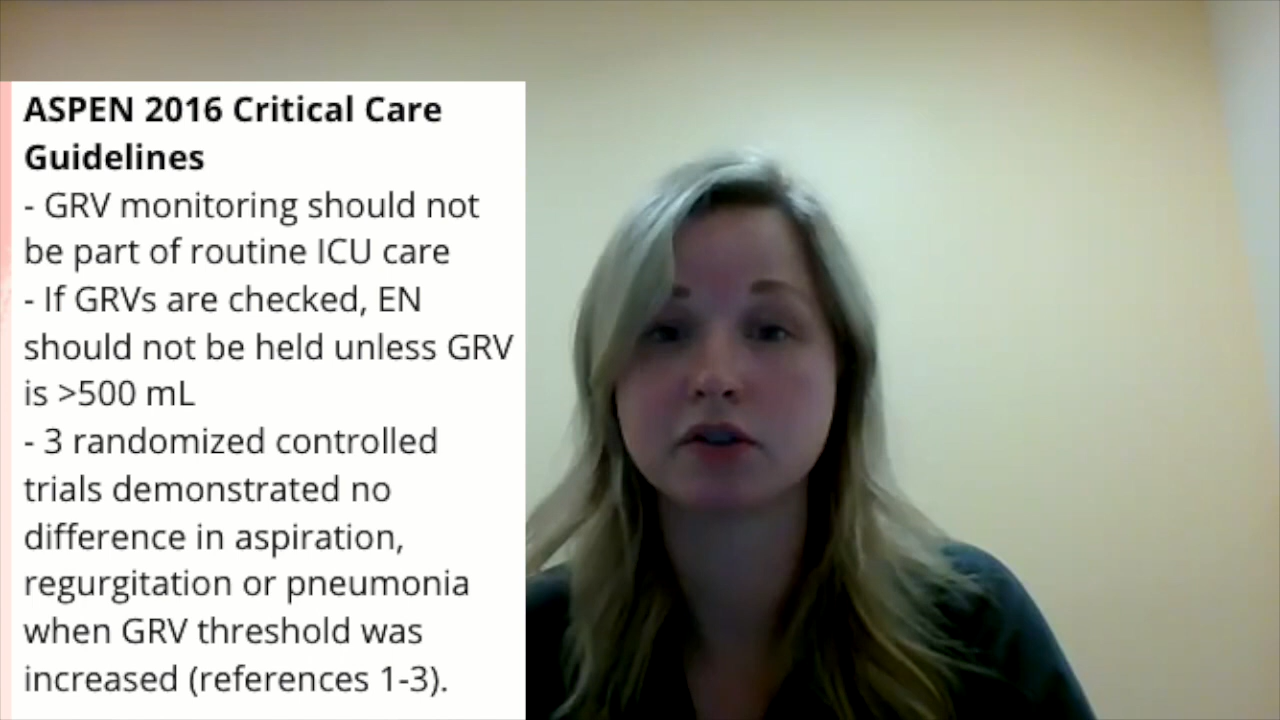 ASPEN 2016 Critical Care
Guidelines
- GRV monitoring should not
be part of routine ICU care
- If GRVs are checked, EN
should not be held unless GRV
is >500 mL
- 3 randomized controlled
trials demonstrated no
difference in aspiration,
regurgitation or pneumonia
when GRV threshold was
increased (references 1-3).